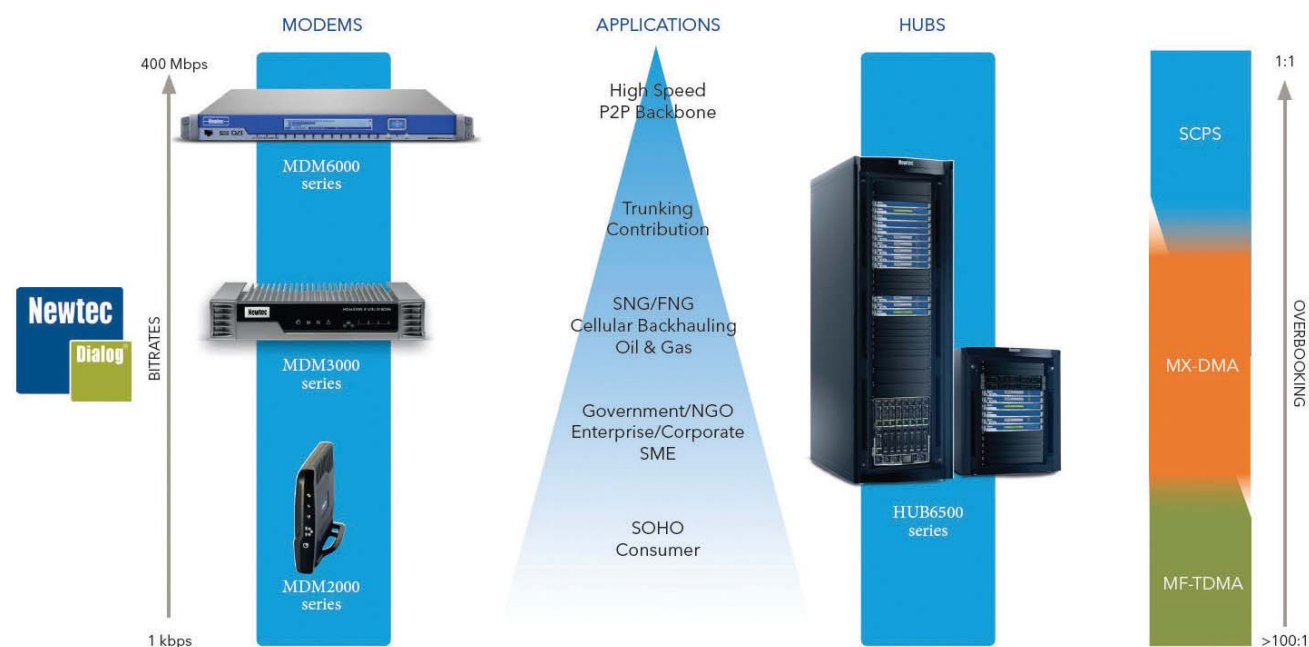 MODEMS
APPLICATIONS
HUBS
400 Mbps
BITRATES
1 kbps
Newtec
Dialog®
Newtec
MDM6000
series
Newtec
MDM3000
series
MDM2000
series
High Speed
P2P Backbone
Trunking
Contribution
SNG/FNG
Cellular Backhauling
Oil & Gas
Government/NGO
Enterprise/Corporate
SME
SOHO
Consumer
Newtec
HUB6500
series
SCPS
MX-DMA
MF-TDMA
1:1
OVERBOOKING
>100:1